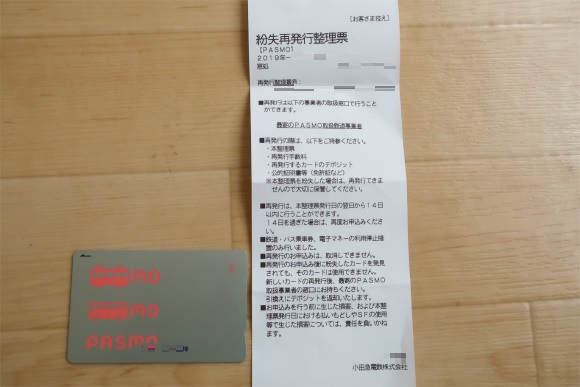 [お客さま控え]
紛失再発行整理票
[PASMO]
2019年
再発行駅最寄:
■再発行は以下の事業者の取扱窓口で行うこと
ができます。
最寄のPASMO取扱鉄道事業者
■再発行の際は、以下をご持参ください。
・本整理票
・再発行手数料
・再発行するカードのデポジット
・公的証明書等(免許証など)
※本整理票を紛失した場合は、再発行できま
せんので大切に保管してください。
■再発行は、本整理票発行日の翌日から14日
以内に行うことができます。
14日を過ぎた場合は、再度お申込みくださ
い。
■鉄道・バス乗車券、電子マネーの利用停止措
置のみ行いました。
■再発行のお申込みは、取消しできません。
■再発行のお申込み後に紛失したカードを発見
されても、そのカードは使用できません。
新しいカードの再発行後、最寄のPASMO
取扱事業者の窓口にお持ちください。
引換えにデポジットを返却いたします。
■お申込みを行う前に生じた損害、および本整
理票発行日における払いもどしやSFの使用
等で生じた損害については、責任を負いかね
ます。
小田急電鉄株式会社
MO
MO
PASMO